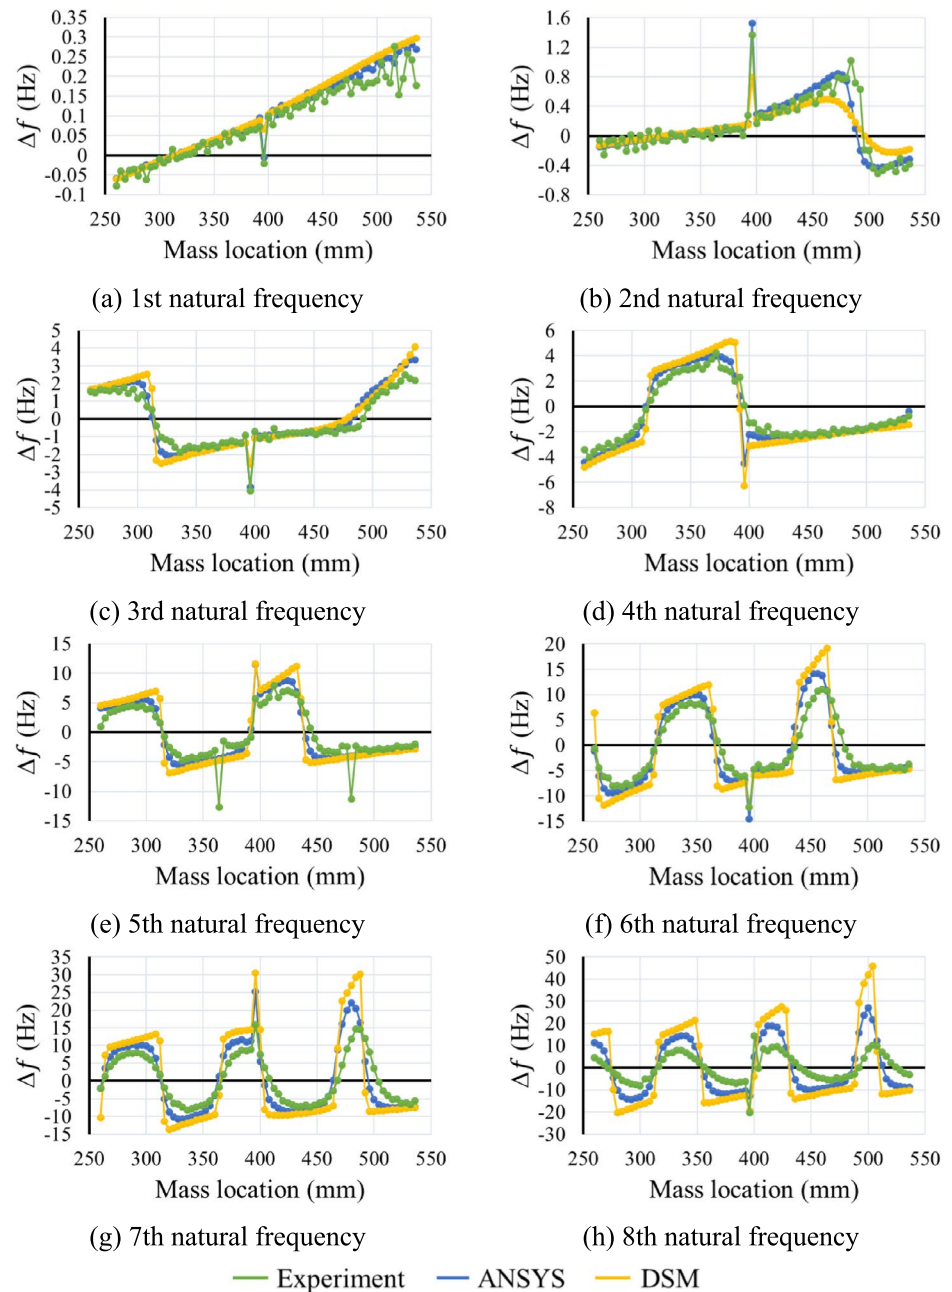 0.35
0.3
0.25
0.2
0.15
0.1
0.05
0
-0.05
-0.1
Δf (Hz)
250 300 350 400 450 500 550
Mass location (mm)
(a) 1st natural frequency
1.6
1.2
0.8
0.4
0
-0.4
-0.8
Δf (Hz)
250 300 350 400 450 500 550
Mass location (mm)
(b) 2nd natural frequency
5
4
3
2
1
0
-1
-2
-3
-4
-5
Δf (Hz)
250 300 350 400 450 500 550
Mass location (mm)
(c) 3rd natural frequency
6
4
2
0
-2
-4
-6
-8
Δf (Hz)
250 300 350 400 450 500 550
Mass location (mm)
(d) 4th natural frequency
15
10
5
0
-5
-10
-15
Δf (Hz)
250 300 350 400 450 500 550
Mass location (mm)
(e) 5th natural frequency
20
15
10
5
0
-5
-10
-15
Δf (Hz)
250 300 350 400 450 500 550
Mass location (mm)
(f) 6th natural frequency
35
30
25
20
15
10
5
0
-5
-10
-15
Δf (Hz)
250 300 350 400 450 500 550
Mass location (mm)
(g) 7th natural frequency
50
40
30
20
10
0
-10
-20
-30
Δf (Hz)
250 300 350 400 450 500 550
Mass location (mm)
(h) 8th natural frequency
Experiment ANSYS DSM